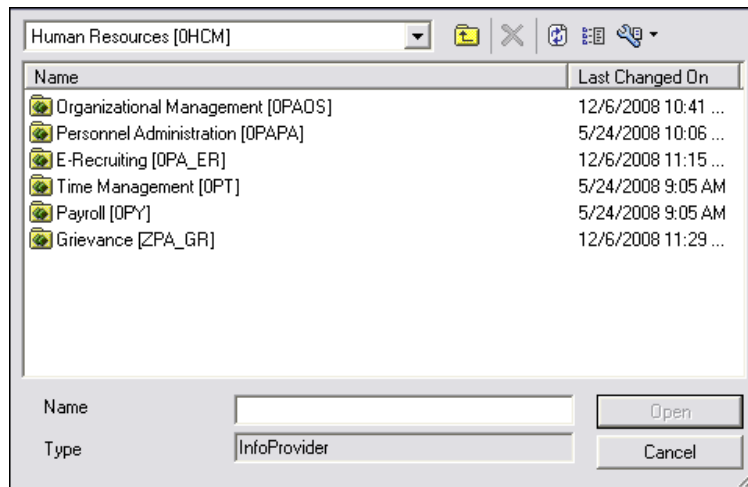 Human Resources [0HCM]
Name Last Changed On
Organizational Management [0PAOS] 12/6/2008 10:41 ...
Personnel Administration [0PAPA] 5/24/2008 10:06 ...
E-Recruiting [0PA_ER] 12/6/2008 11:15 ...
Time Management [0PT] 5/24/2008 9:05 AM
Payroll [0PY] 5/24/2008 9:05 AM
Grievance [ZPA_GR] 12/6/2008 11:29 ...
Name Open
Type InfoProvider Cancel